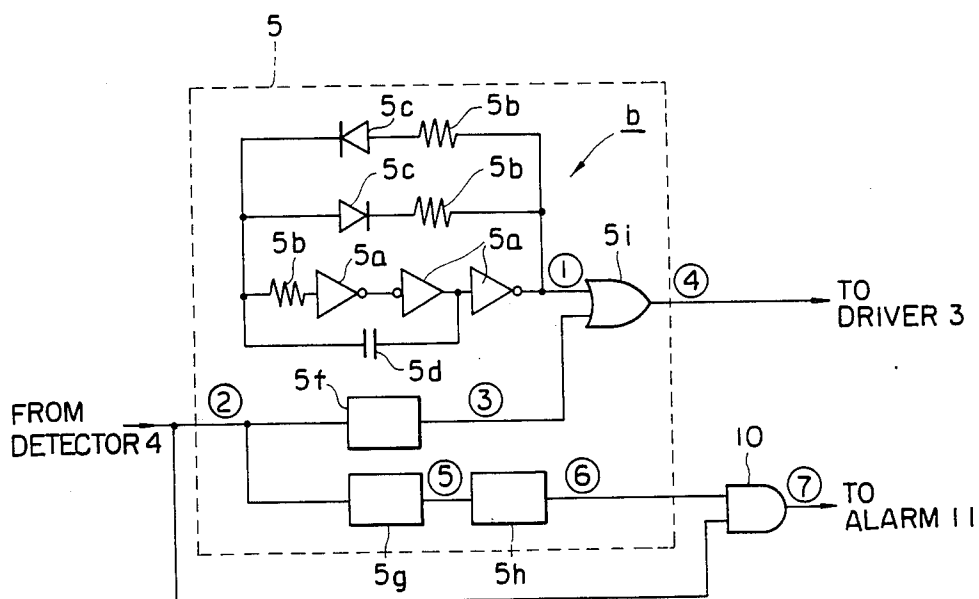 5
5c
5b
b
5c
5b
5b
5a
5a
①
5i
④
TO
DRIVER 3
5d
5f
②
③
FROM
DETECTOR 4
10
⑤
⑥
⑦
TO
ALARM 11
5g
5h